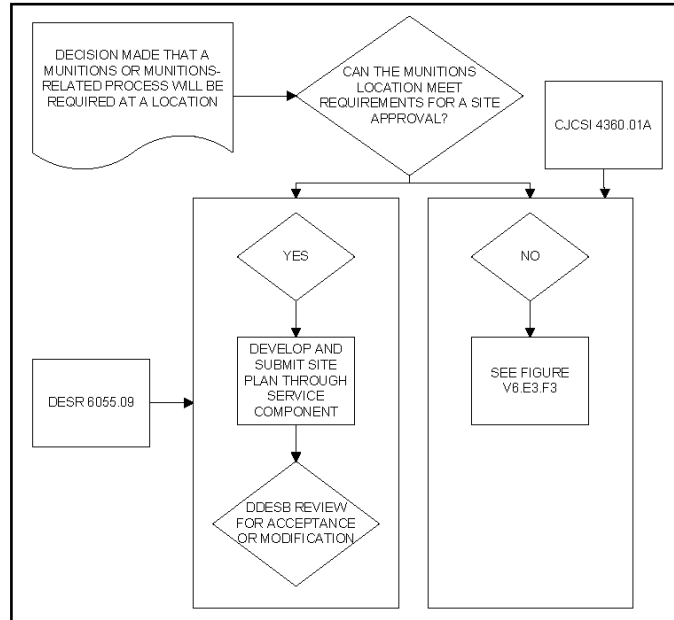 DECISION MADE THAT A
MUNITIONS OR MUNITIONS-
RELATED PROCESS WILL BE
REQUIRED AT A LOCATION
CAN THE MUNITIONS
LOCATION MEET
REQUIREMENTS FOR A SITE
APPROVAL?
CJCSI 4360.01A
YES
NO
DEVELOP AND
SUBMIT SITE
PLAN THROUGH
SERVICE
COMPONENT
SEE FIGURE
V6.E3.F3
DESR 6055.09
DDESB REVIEW
FOR ACCEPTANCE
OR MODIFICATION